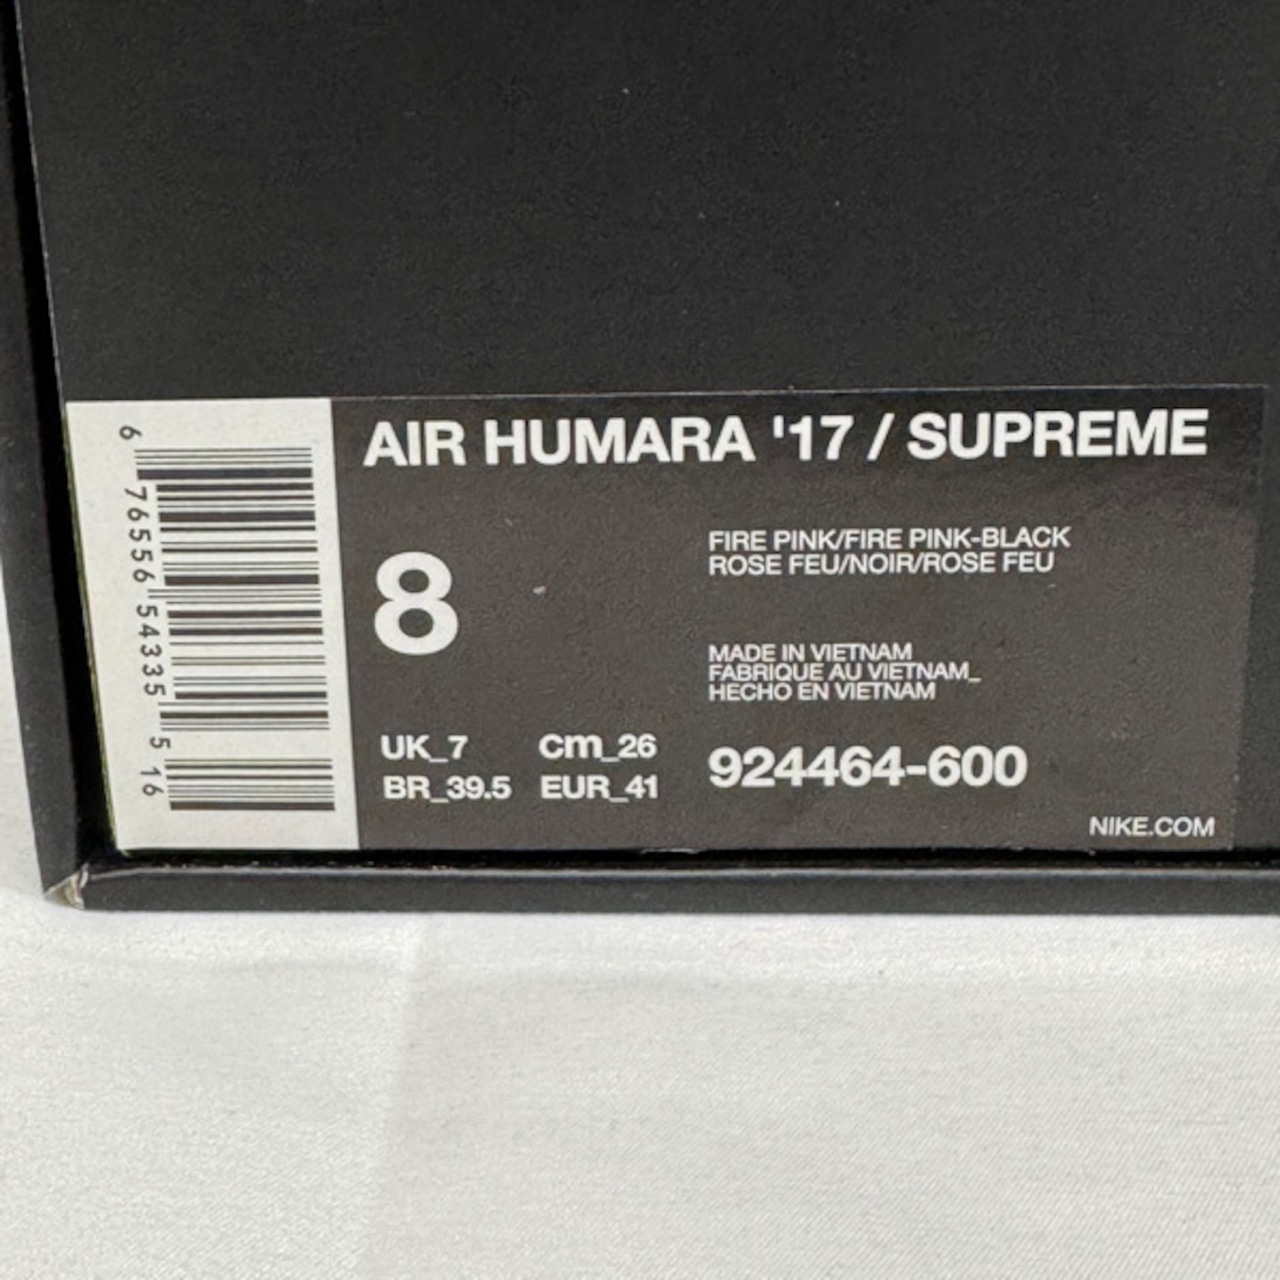 6 76556 54335 5 16
AIR HUMARA '17 / SUPREME
8
FIRE PINK/FIRE PINK-BLACK
ROSE FEU/NOIR/ROSE FEU
MADE IN VIETNAM
FABRIQUE AU VIETNAM_
HECHO EN VIETNAM
UK_7 cm_26
BR_39.5 EUR_41
924464-600
NIKE.COM